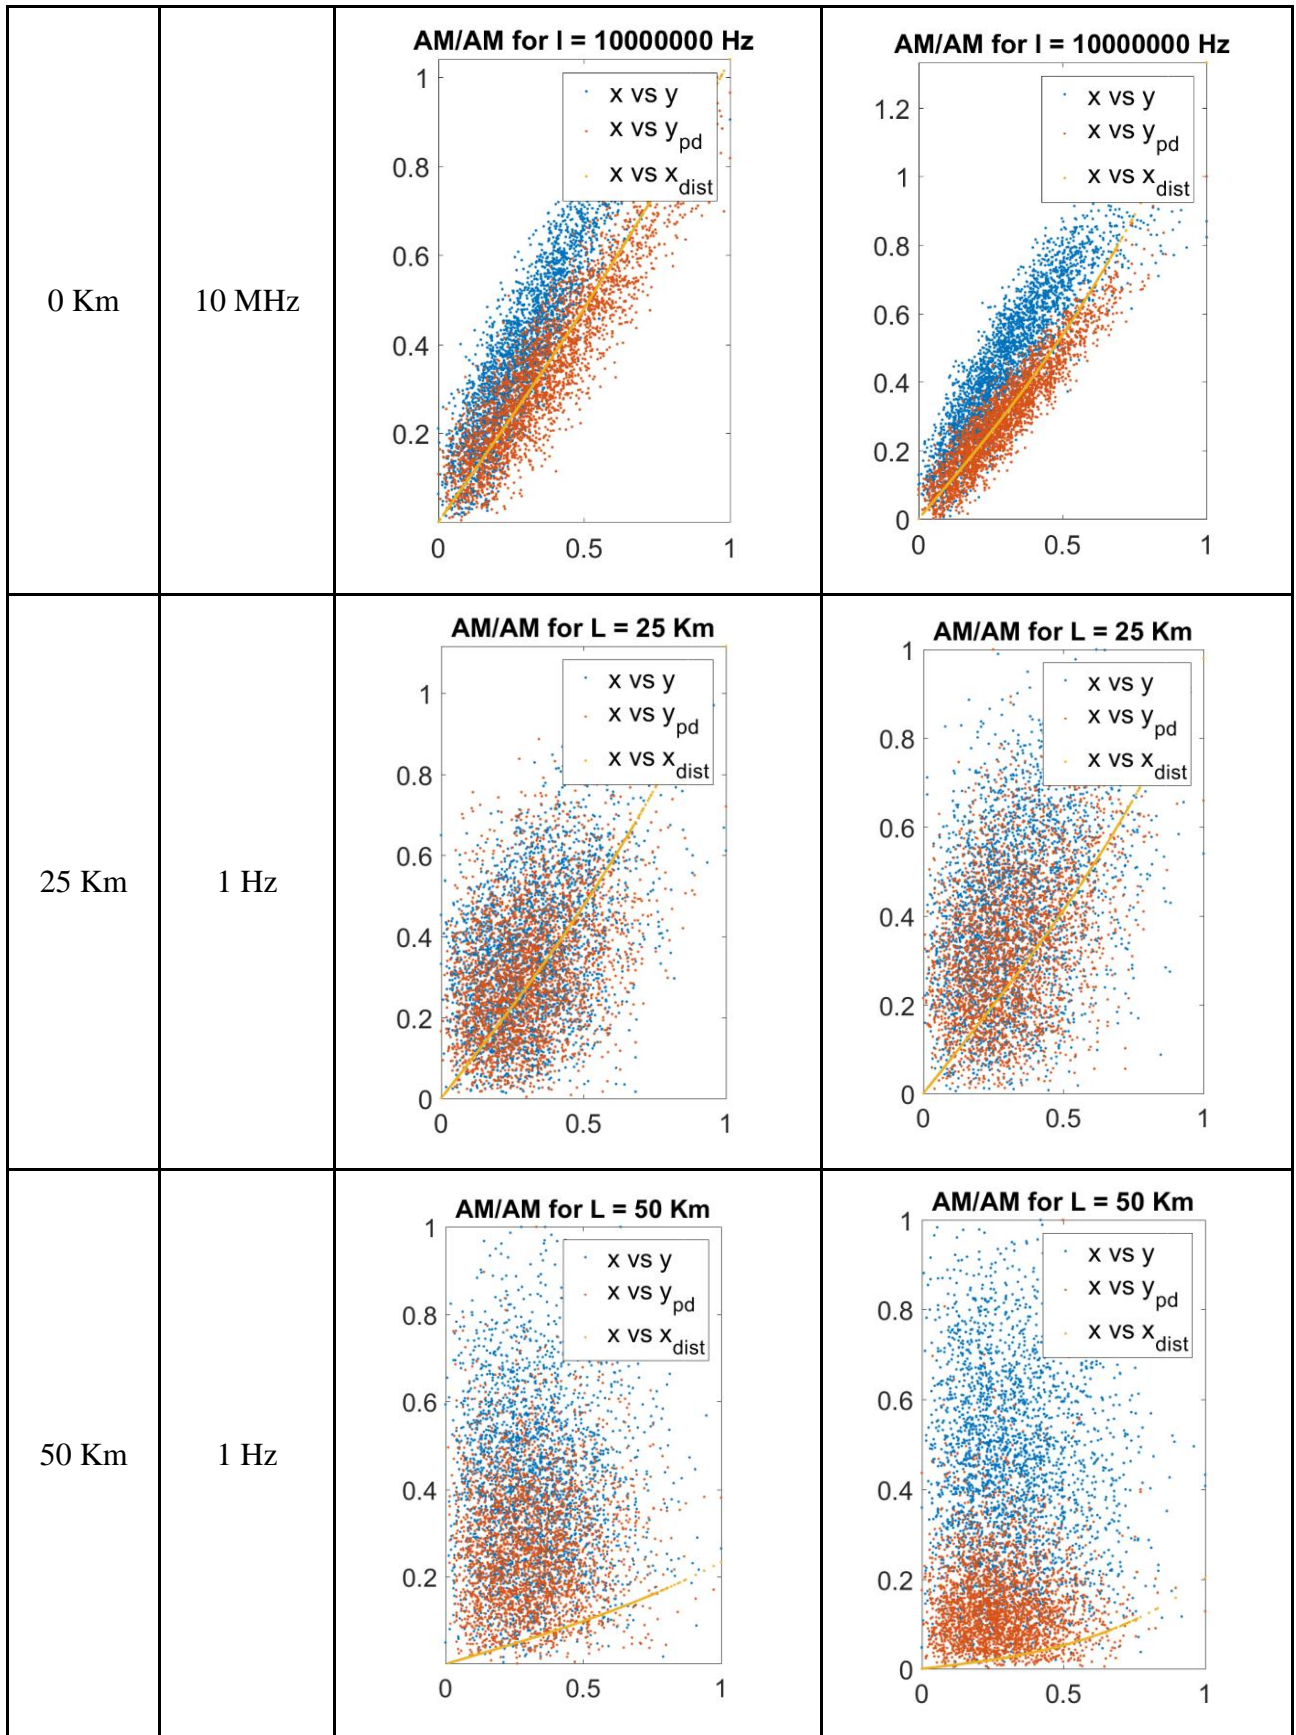 0 Km
10 MHz
AM/AM for l = 10000000 Hz
x vs y
x vs y_pd
x vs x_dist
1
0.8
0.6
0.4
0.2
0
0.5
1
AM/AM for l = 10000000 Hz
x vs y
x vs y_pd
x vs x_dist
1.2
1
0.8
0.6
0.4
0.2
0
0
0.5
1
25 Km
1 Hz
AM/AM for L = 25 Km
x vs y
x vs y_pd
x vs x_dist
1
0.8
0.6
0.4
0.2
0
0
0.5
1
AM/AM for L = 25 Km
x vs y
x vs y_pd
x vs x_dist
1
0.8
0.6
0.4
0.2
0
0
0.5
1
50 Km
1 Hz
AM/AM for L = 50 Km
x vs y
x vs y_pd
x vs x_dist
1
0.8
0.6
0.4
0.2
0
0.5
1
AM/AM for L = 50 Km
x vs y
x vs y_pd
x vs x_dist
1
0.8
0.6
0.4
0.2
0
0
0.5
1